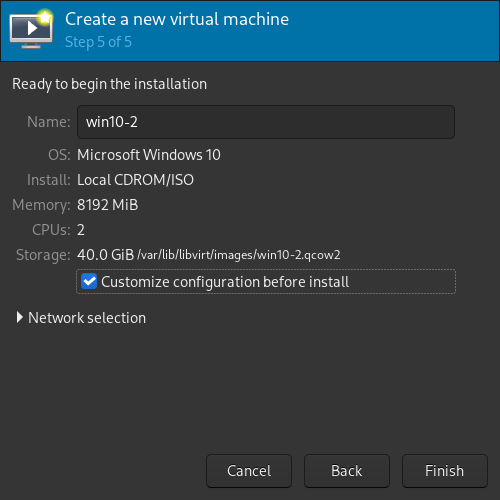 Create a new virtual machine
Step 5 of 5
Ready to begin the installation
Name: win10-2
OS: Microsoft Windows 10
Install: Local CDROM/ISO
Memory: 8192 MiB
CPUs: 2
Storage: 40.0 GiB /var/lib/libvirt/images/win10-2.qcow2
Customize configuration before install
Network selection
Cancel Back Finish